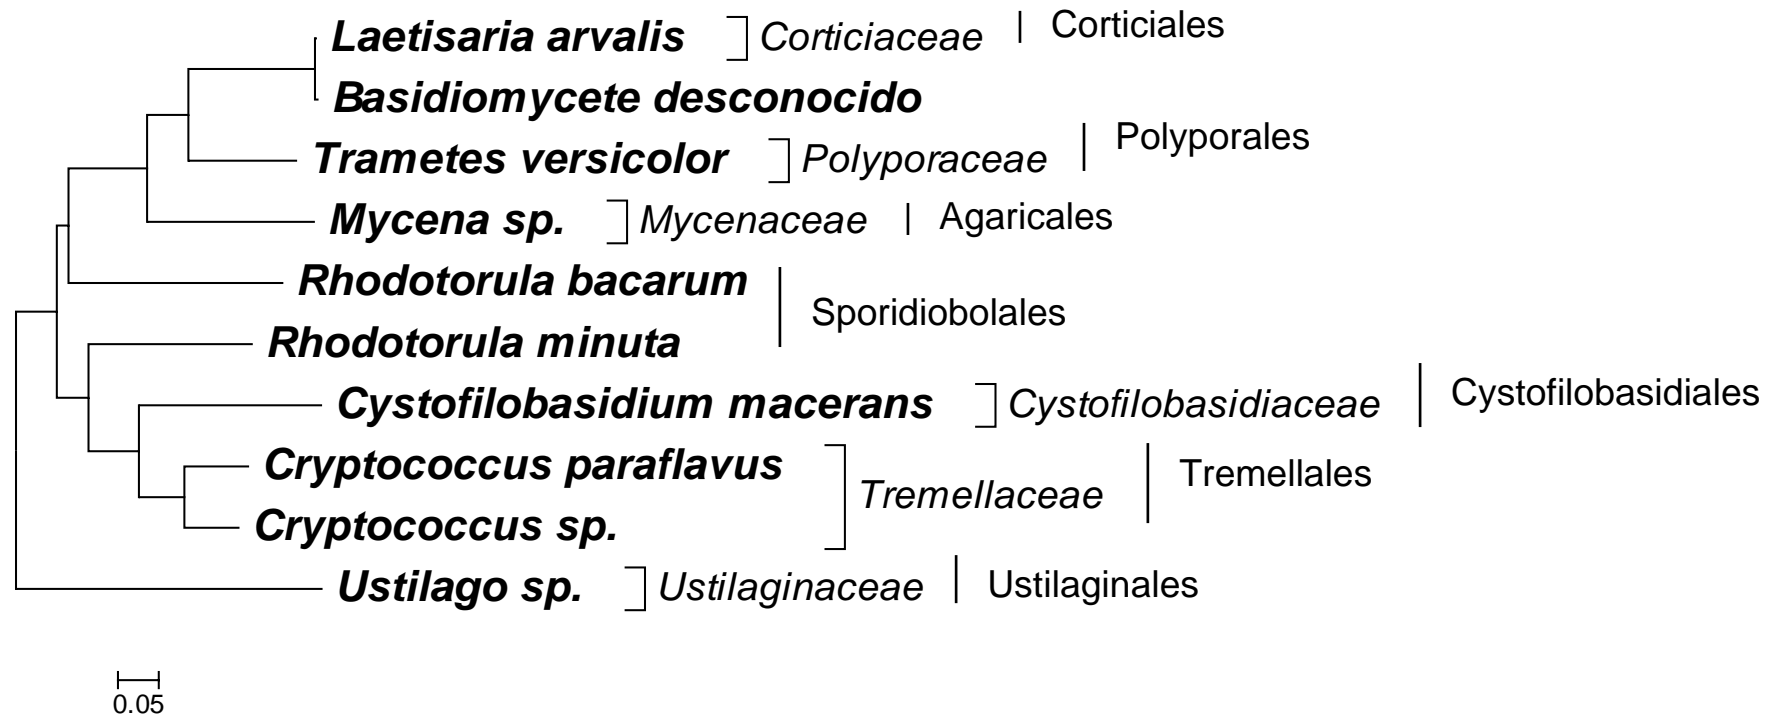 Laetisaria arvalis Corticiaceae Corticiales
Basidiomycete desconocido
Trametes versicolor Polyporaceae Polyporales
Mycena sp. Mycenaceae Agaricales
Rhodotorula bacarum
Sporidiobolales
Rhodotorula minuta
Cystofilobasidium macerans Cystofilobasidiaceae Cystofilobasidiales
Cryptococcus paraflavus
Tremellaceae Tremellales
Cryptococcus sp.
Ustilago sp. Ustilaginaceae Ustilaginales
0.05